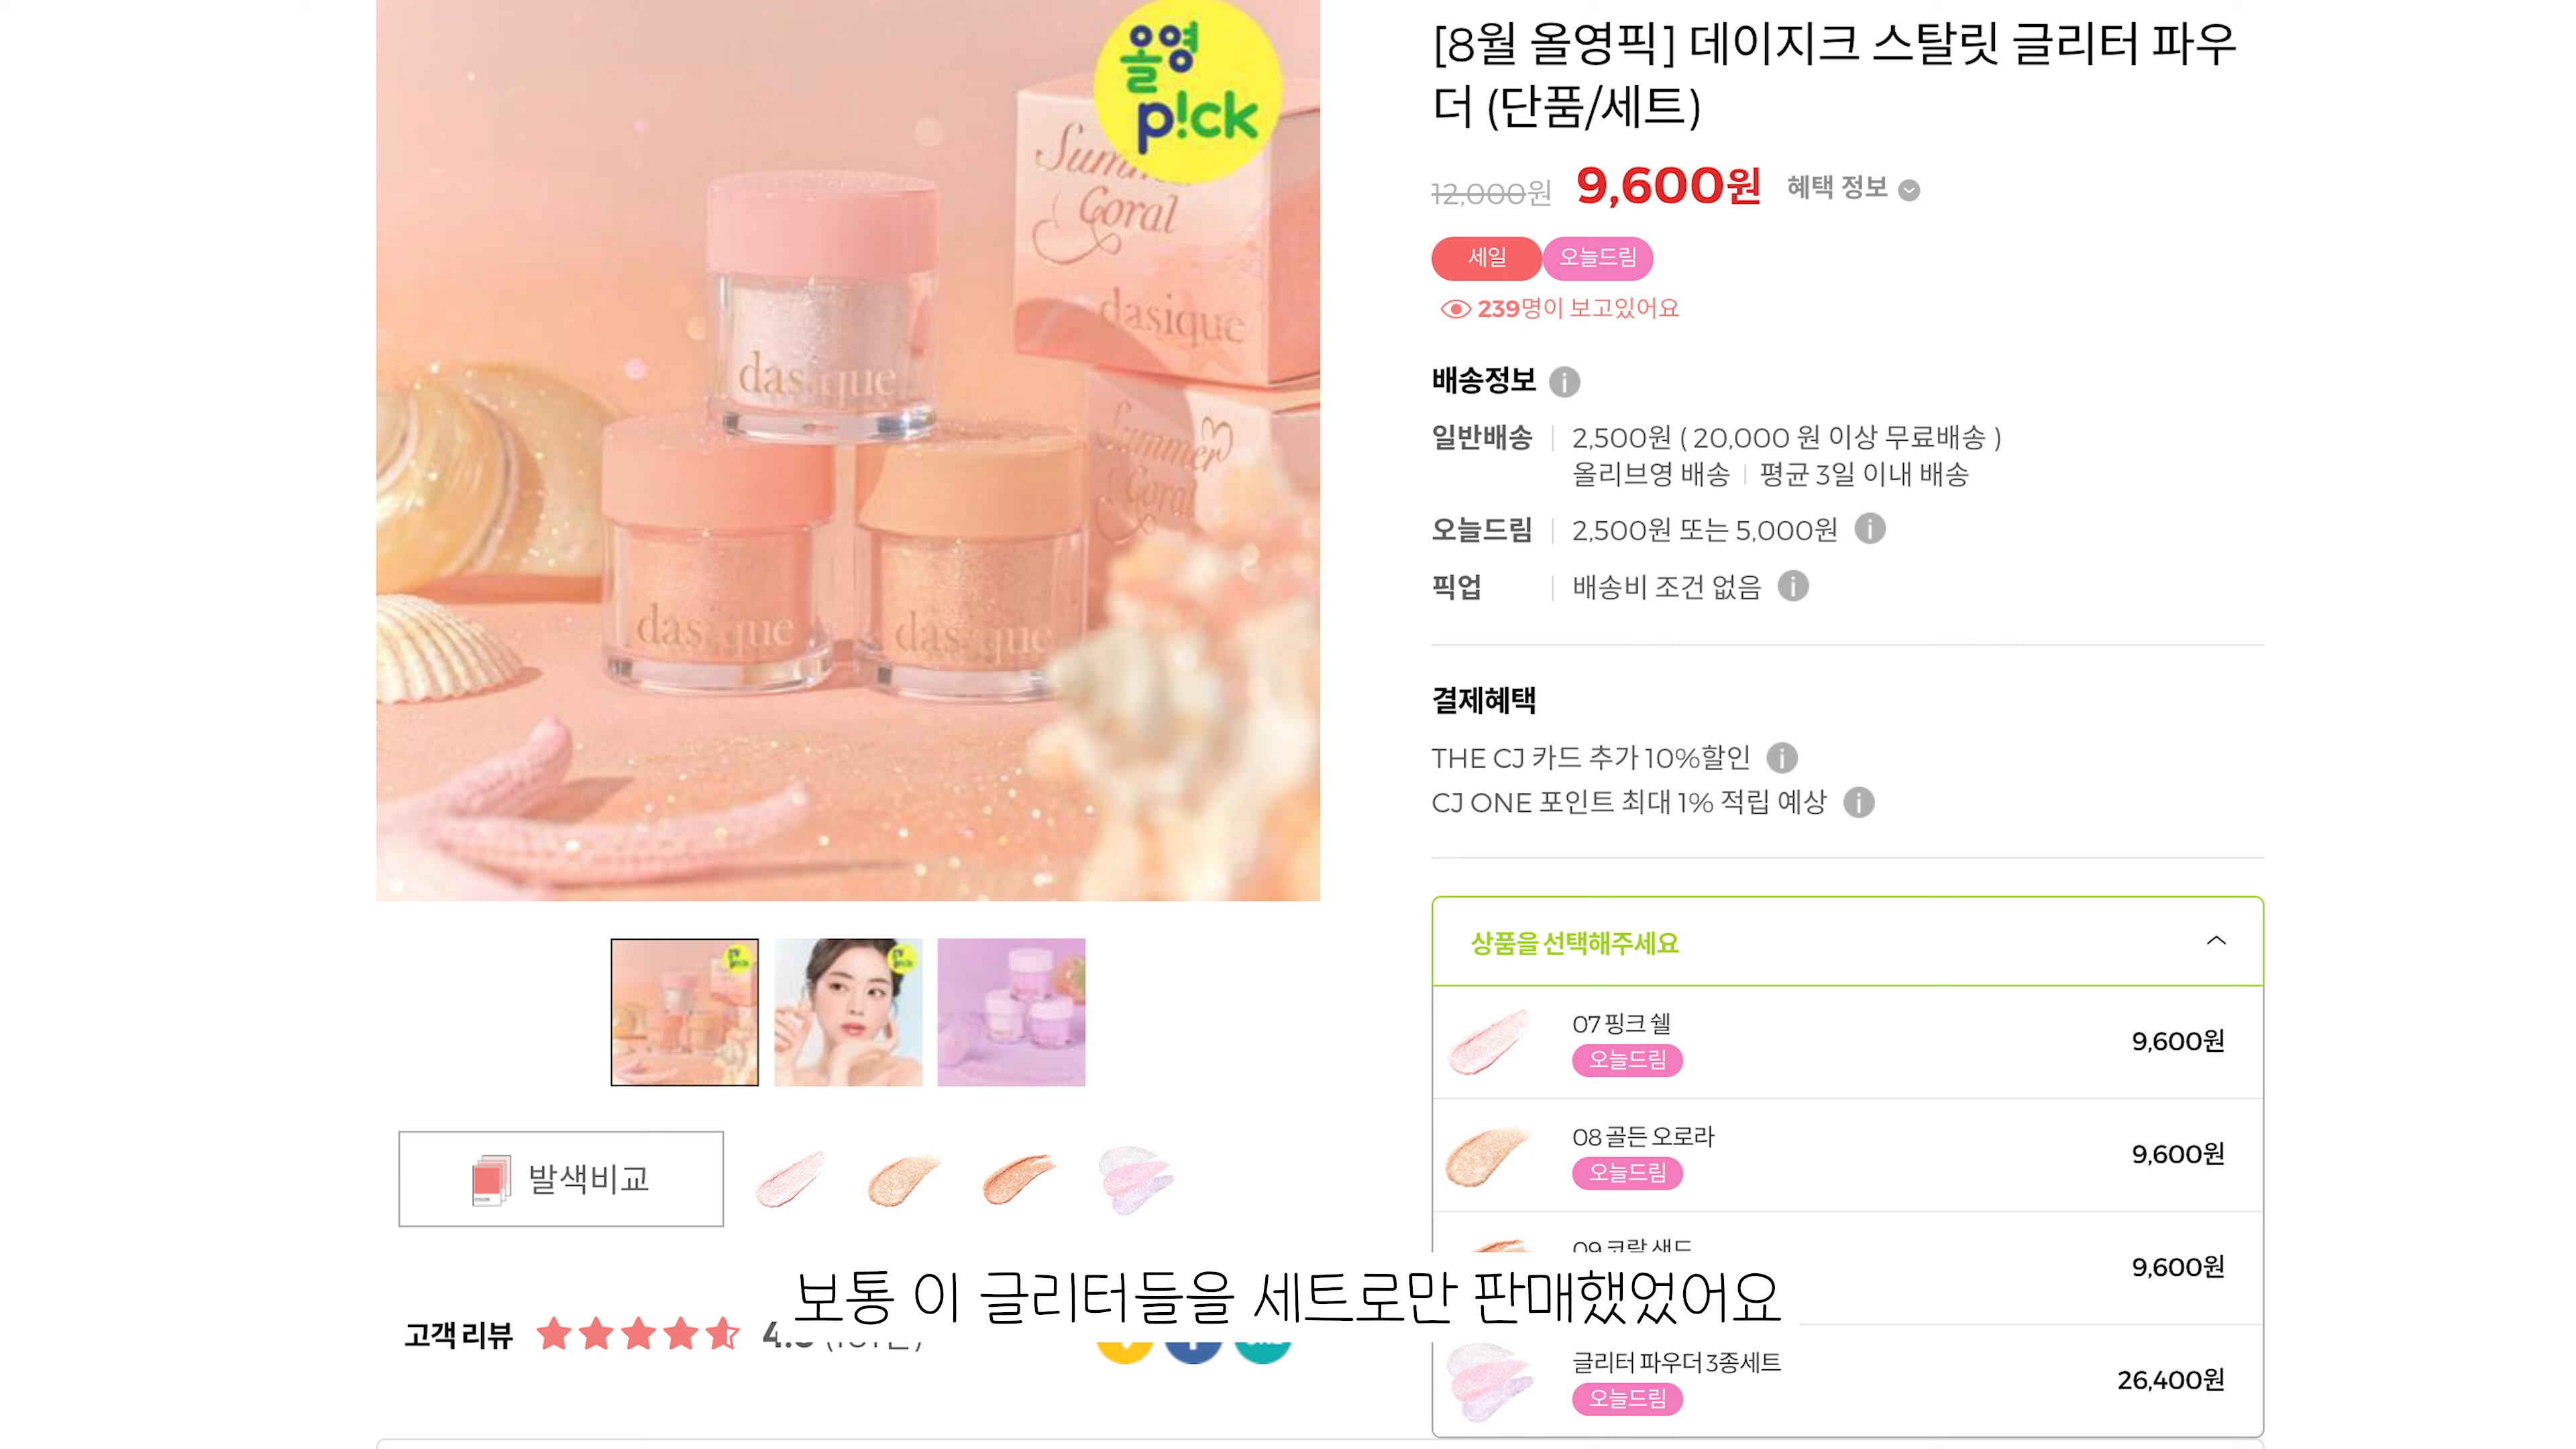 올영
p!ck
Coral
dasique
Summer
Coral
dasique
dasique
dasique
[8월 올영픽] 데이지크 스탈릿 글리터 파우
더 (단품/세트)
12,000원 9,600원 혜택 정보
세일 오늘드림
239명이 보고있어요
배송정보
일반배송 2,500원 ( 20,000 원 이상 무료배송 )
올리브영 배송 평균 3일 이내 배송
오늘드림 2,500원 또는 5,000원
픽업 배송비 조건 없음
결제혜택
THE CJ 카드 추가 10%할인
CJ ONE 포인트 최대 1% 적립 예상
상품을 선택해주세요
07 핑크 쉘
오늘드림
9,600원
08 골든 오로라
오늘드림
9,600원
09 코랄 샌드
9,600원
글리터 파우더 3종세트
오늘드림
26,400원
발색비교
고객 리뷰
보통 이 글리터들을 세트로만 판매했었어요